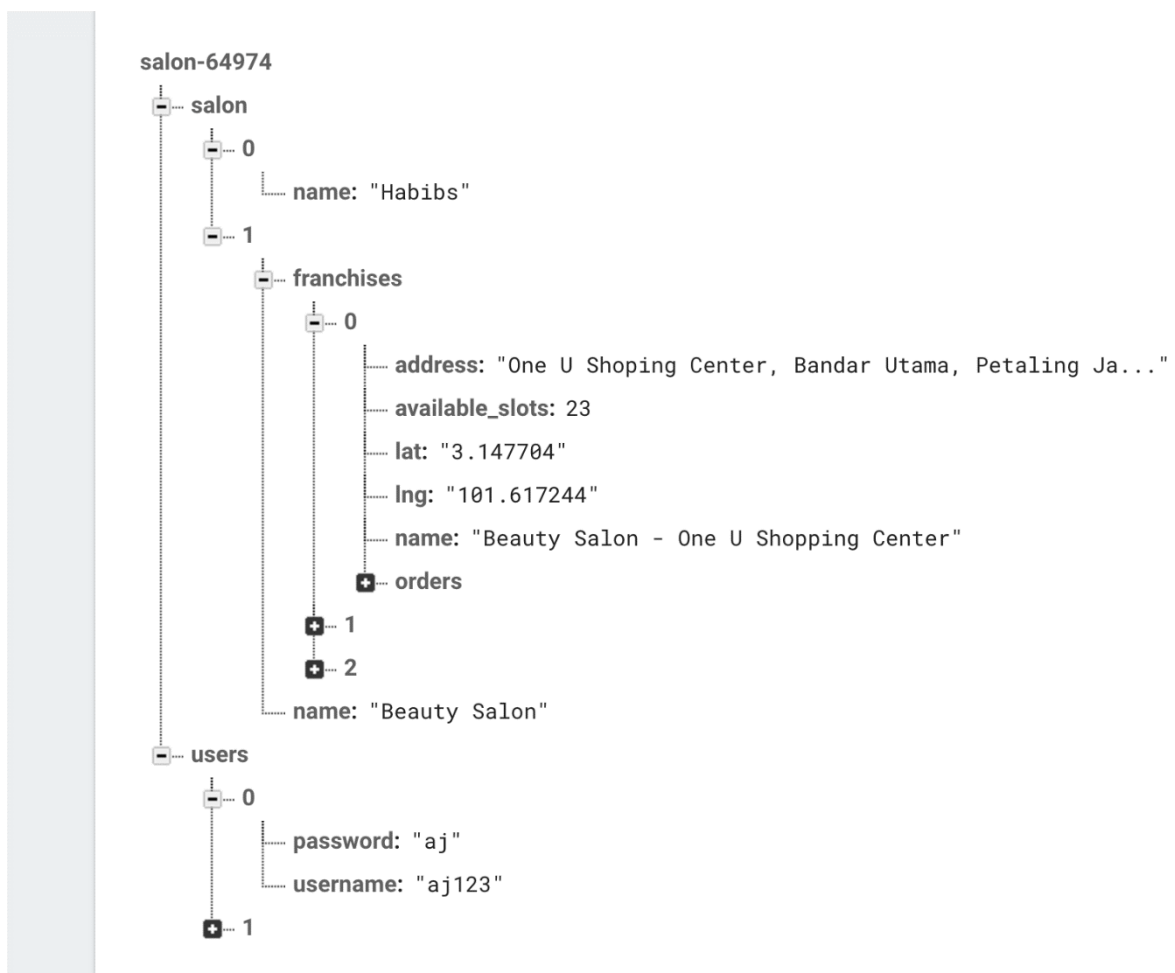 salon-64974
salon
0
name: "Habibs"
1
franchises
0
address: "One U Shoping Center, Bandar Utama, Petaling Ja..."
available_slots: 23
lat: "3.147704"
lng: "101.617244"
name: "Beauty Salon - One U Shopping Center"
orders
1
2
name: "Beauty Salon"
users
0
password: "aj"
username: "aj123"
1